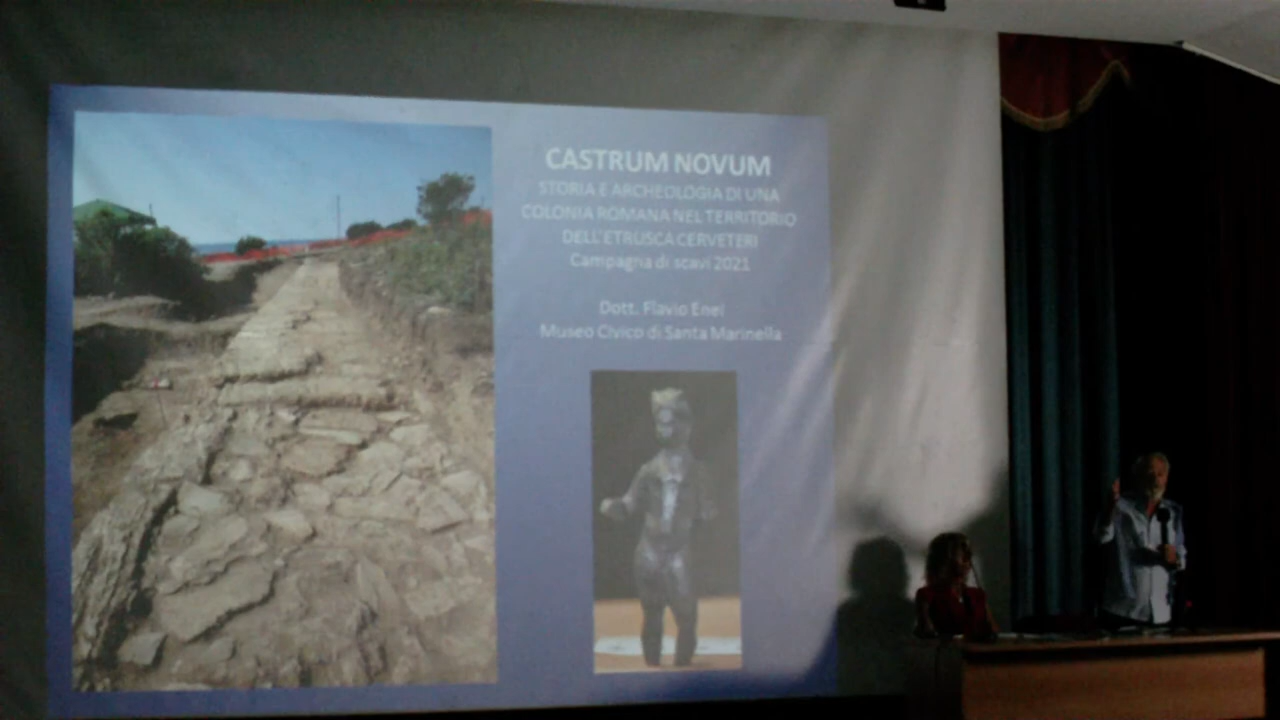 CASTRUM NOVUM
STORIA E ARCHEOLOGIA DI UNA
COLONIA ROMANA NEL TERRITORIO
DELL'ETRUSCA CERVETERI
Campagna di scavi 2021
Dott. Flavio Enei
Museo Civico di Santa Marinella